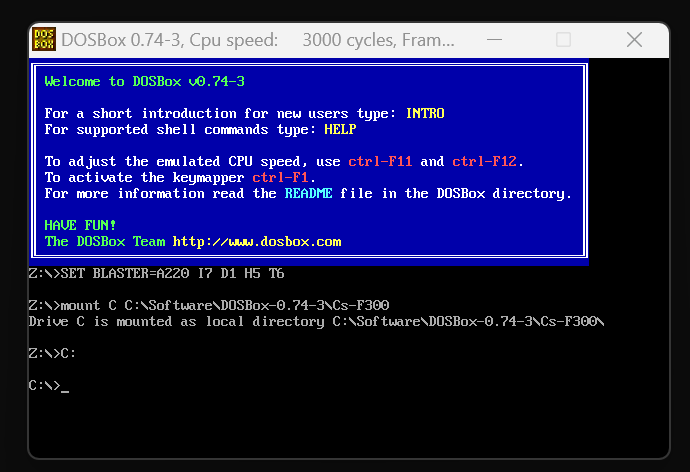 DOS
BOX
DOSBox 0.74-3, Cpu speed:    3000 cycles, Fram...
Welcome to DOSBox v0.74-3
For a short introduction for new users type: INTRO
For supported shell commands type: HELP
To adjust the emulated CPU speed, use ctrl-F11 and ctrl-F12.
To activate the keymapper ctrl-F1.
For more information read the README file in the DOSBox directory.
HAVE FUN!
The DOSBox Team http://www.dosbox.com
Z:\>SET BLASTER=A220 I7 D1 H5 T6
Z:\>mount C C:\Software\DOSBox-0.74-3\Cs-F300
Drive C is mounted as local directory C:\Software\DOSBox-0.74-3\Cs-F300\
Z:\>C:
C:\>_